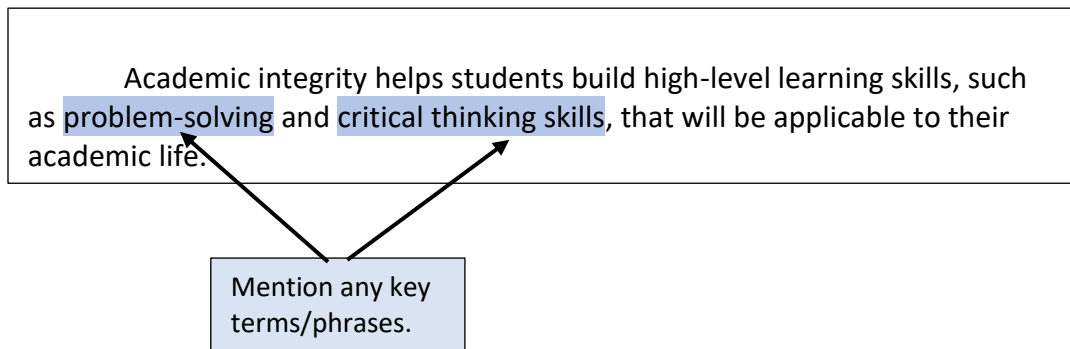 Academic integrity helps students build high-level learning skills, such
as problem-solving and critical thinking skills, that will be applicable to their
academic life.
Mention any key
terms/phrases.